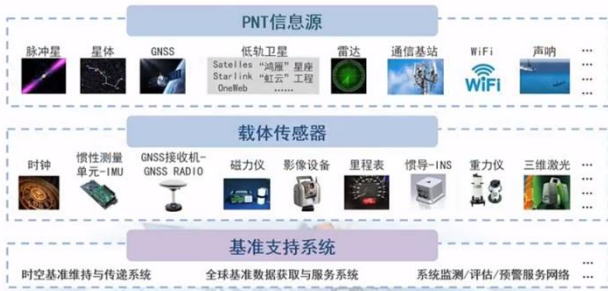 PNT信息源
脉冲星 星体 GNSS 低轨卫星 雷达 通信基站 WiFi 声呐 …
Satelles “鸿雁”星座
Starlink “虹云”工程
OneWeb ……
WiFi
…
…
载体传感器
时钟 惯性测量单元-IMU GNSS接收机-GNSS RADIO 磁力仪 影像设备 里程表 惯导-INS 重力仪 三维激光 …
…
…
基准支持系统
…
时空基准维持与传递系统 全球基准数据获取与服务系统 系统监测/评估/预警服务网络 …